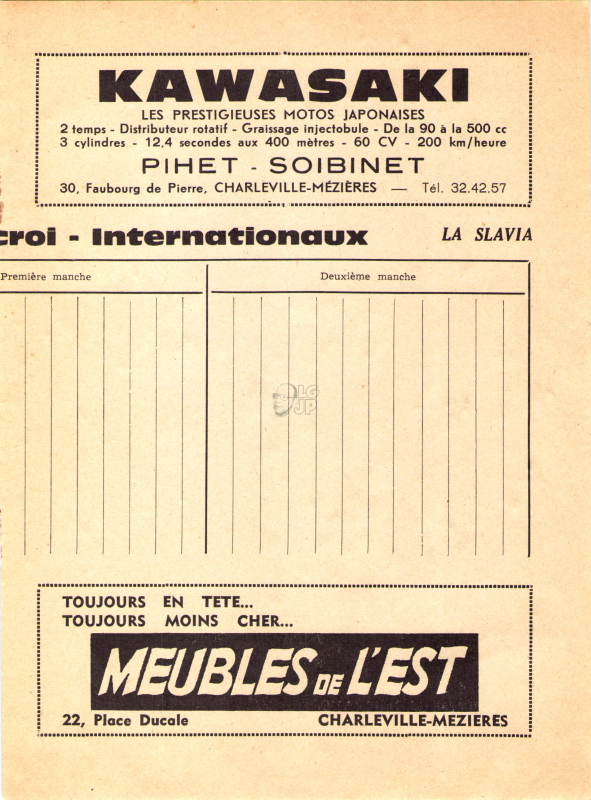 KAWASAKI
LES PRESTIGIEUSES MOTOS JAPONAISES
2 temps - Distributeur rotatif - Graissage injectobule - De la 90 à la 500 cc
3 cylindres - 12,4 secondes aux 400 mètres - 60 CV - 200 km/heure
PIHET - SOIBINET
30, Faubourg de Pierre, CHARLEVILLE-MÉZIÈRES — Tél. 32.42.57
croi - Internationaux LA SLAVIA
Première manche Deuxième manche
LG
JP
TOUJOURS EN TETE...
TOUJOURS MOINS CHER...
MEUBLES DE L'EST
22, Place Ducale CHARLEVILLE-MEZIERES